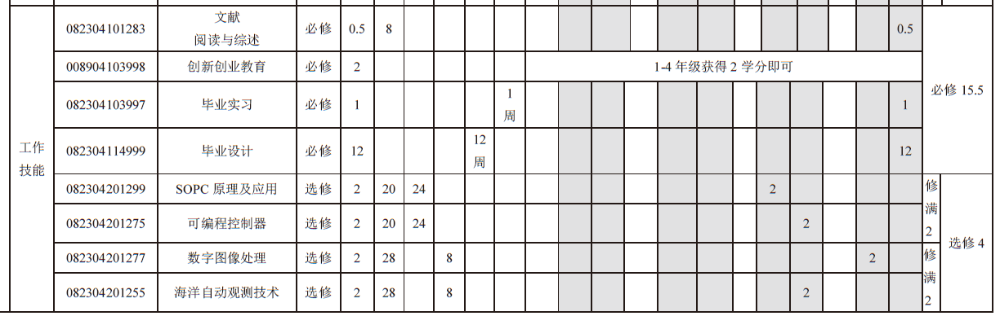 工作
技能
082304101283 文献 阅读与综述 必修 0.5 8 0.5
008904103998 创新创业教育 必修 2 1-4 年级获得 2 学分即可
082304103997 毕业实习 必修 1 1 周 1
必修 15.5
082304114999 毕业设计 必修 12 12 周 12
082304201299 SOPC 原理及应用 选修 2 20 24 2
082304201275 可编程控制器 选修 2 20 24 2
修满 2
082304201277 数字图像处理 选修 2 28 8 2
082304201255 海洋自动观测技术 选修 2 28 8 2
修满 2
选修 4